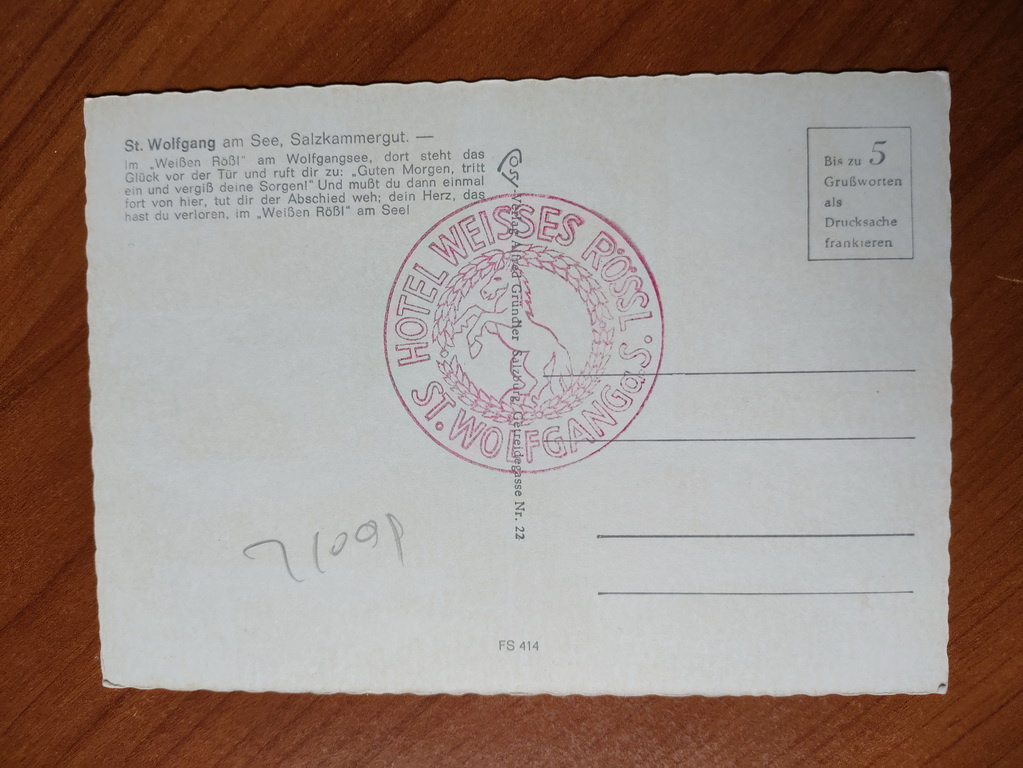 St. Wolfgang am See, Salzkammergut. —
Im „Weißen Rößl" am Wolfgangsee, dort steht das
Glück vor der Tür und ruft dir zu: „Guten Morgen, tritt
ein und vergiß deine Sorgen!" Und mußt du dann einmal
fort von hier, tut dir der Abschied weh; dein Herz, das
hast du verloren, im „Weißen Rößl" am See!
Cosy-Verlag Alfred Gründler Salzburg, Getreidegasse Nr. 22
Bis zu 5
Grußworten
als
Drucksache
frankieren
HOTEL WEISSES RÖSSL.
ST. WOLFGANG a. S.
FS 414